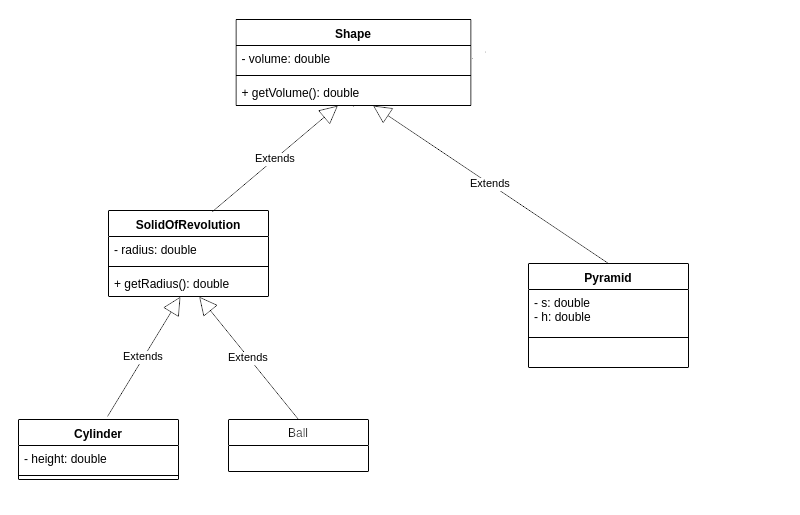 Shape
- volume: double
+ getVolume(): double
Extends
Extends
SolidOfRevolution
- radius: double
+ getRadius(): double
Pyramid
- s: double
- h: double
Extends
Extends
Cylinder
- height: double
Ball